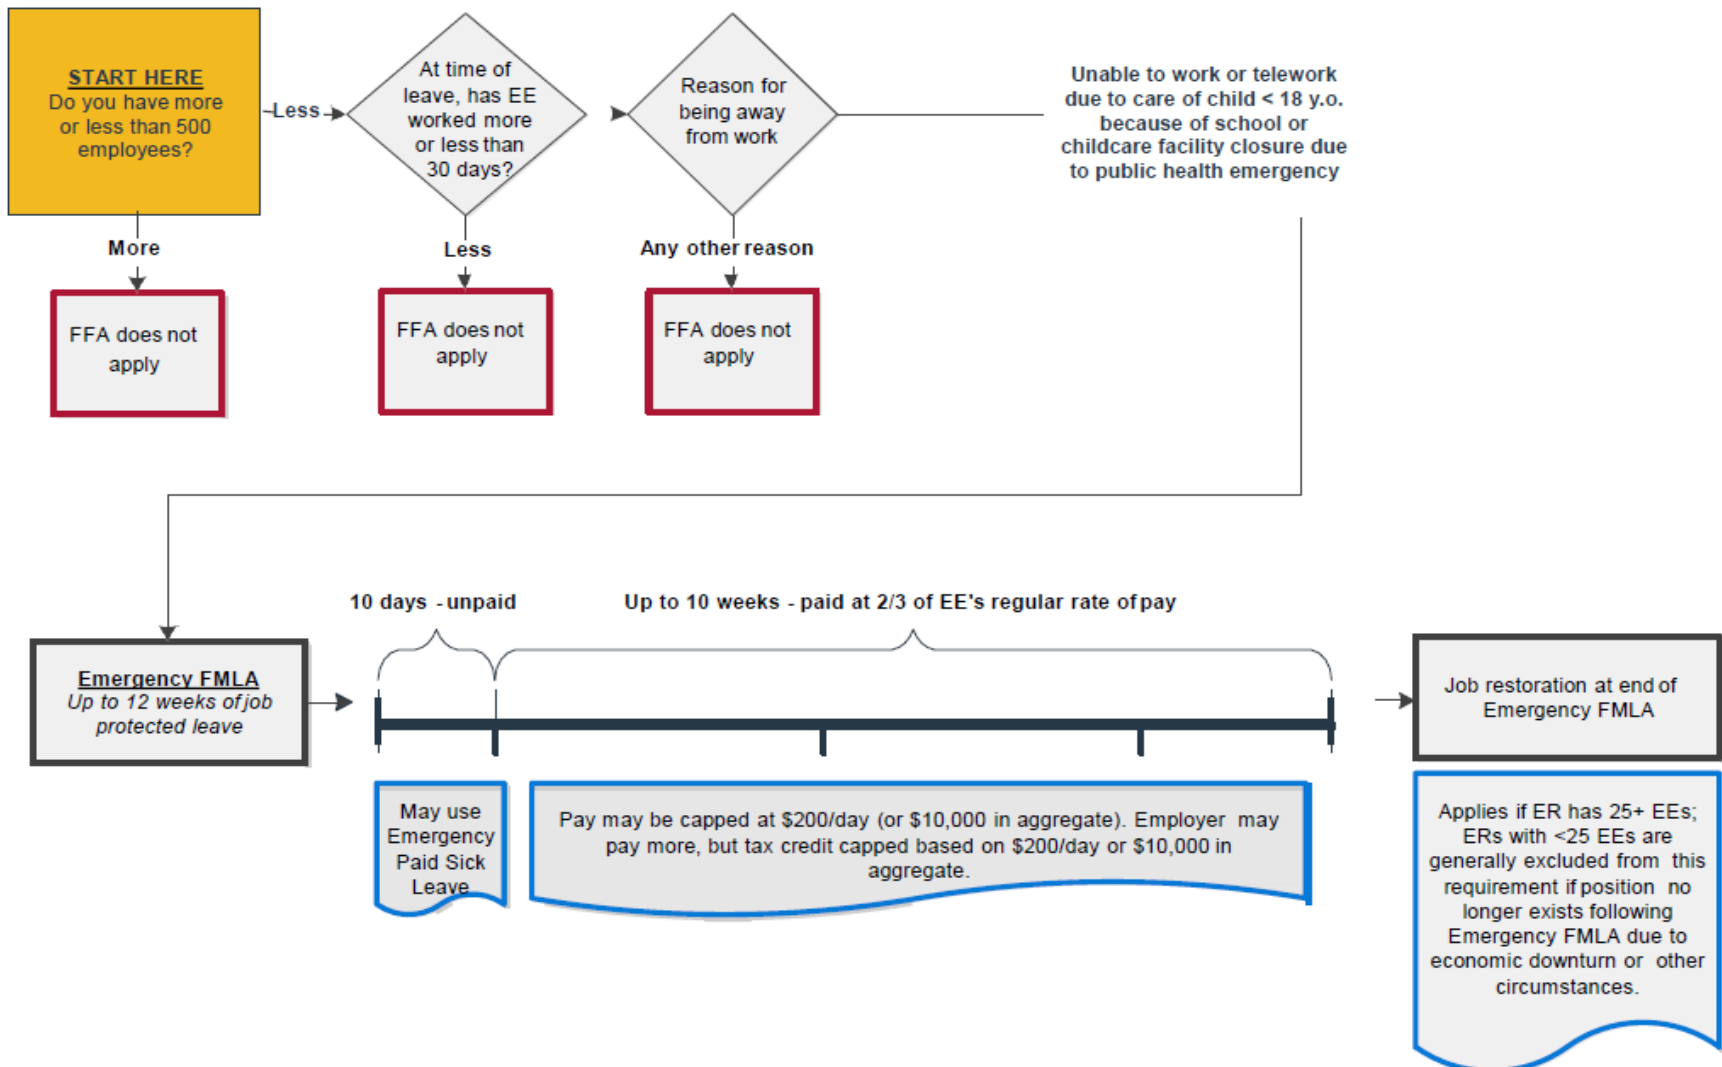 START HERE
Do you have more
or less than 500
employees?
Less
At time of
leave, has EE
worked more
or less than
30 days?
Reason for
being away
from work
Unable to work or telework
due to care of child < 18 y.o.
because of school or
childcare facility closure due
to public health emergency
More
Less
Any other reason
FFA does not
apply
FFA does not
apply
FFA does not
apply
10 days - unpaid
Up to 10 weeks - paid at 2/3 of EE's regular rate of pay
Emergency FMLA
Up to 12 weeks of job
protected leave
Job restoration at end of
Emergency FMLA
May use
Emergency
Paid Sick
Leave
Pay may be capped at $200/day (or $10,000 in aggregate). Employer may
pay more, but tax credit capped based on $200/day or $10,000 in
aggregate.
Applies if ER has 25+ EEs;
ERs with <25 EEs are
generally excluded from this
requirement if position no
longer exists following
Emergency FMLA due to
economic downturn or other
circumstances.